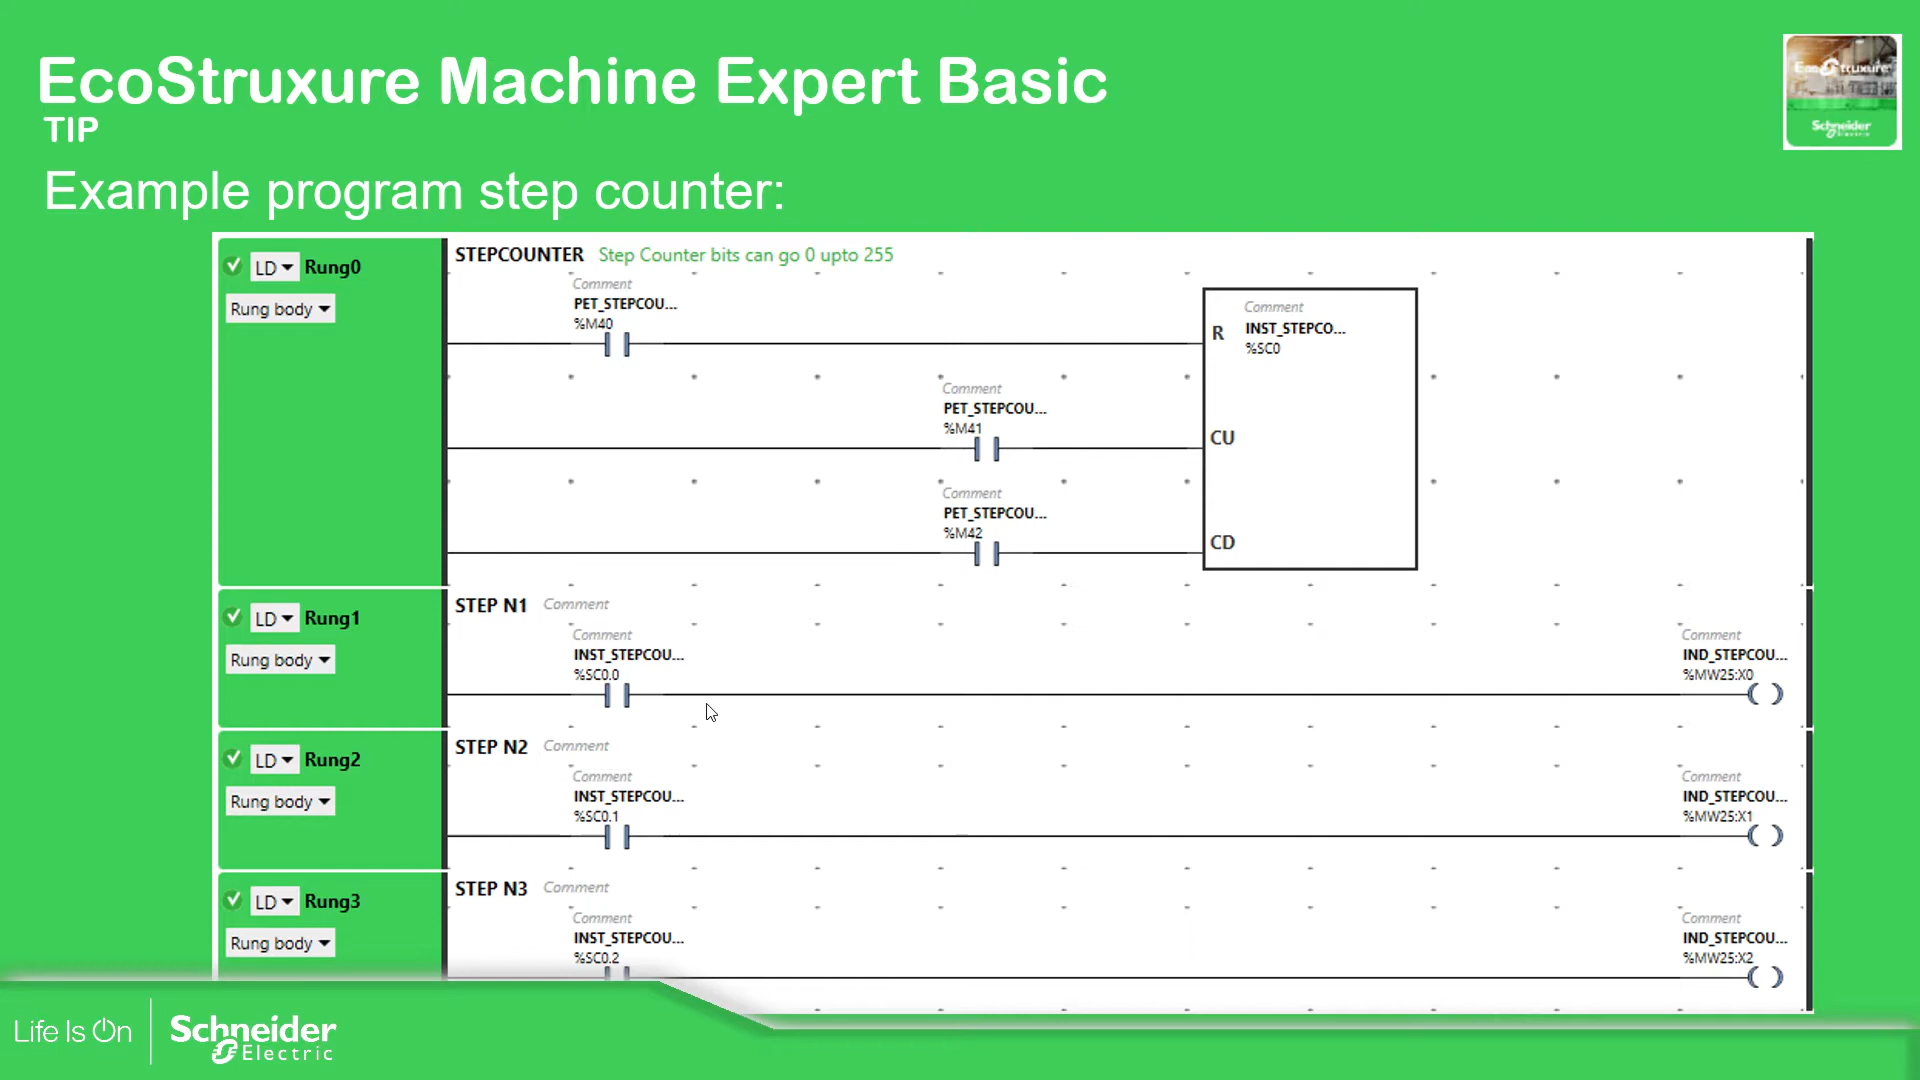 EcoStruxure Machine Expert Basic
TIP
EcoStruxure
Schneider
Electric
Example program step counter:
LD Rung0
Rung body
STEPCOUNTER Step Counter bits can go 0 upto 255
Comment
PET_STEPCOU...
%M40
Comment
R INST_STEPCO...
%SC0
Comment
PET_STEPCOU...
%M41
CU
Comment
PET_STEPCOU...
%M42
CD
LD Rung1
Rung body
STEP N1 Comment
Comment
INST_STEPCOU...
%SC0.0
Comment
IND_STEPCOU...
%MW25:X0
LD Rung2
Rung body
STEP N2 Comment
Comment
INST_STEPCOU...
%SC0.1
Comment
IND_STEPCOU...
%MW25:X1
LD Rung3
Rung body
STEP N3 Comment
Comment
INST_STEPCOU...
%SC0.2
Comment
IND_STEPCOU...
%MW25:X2
Life Is On
Schneider
Electric